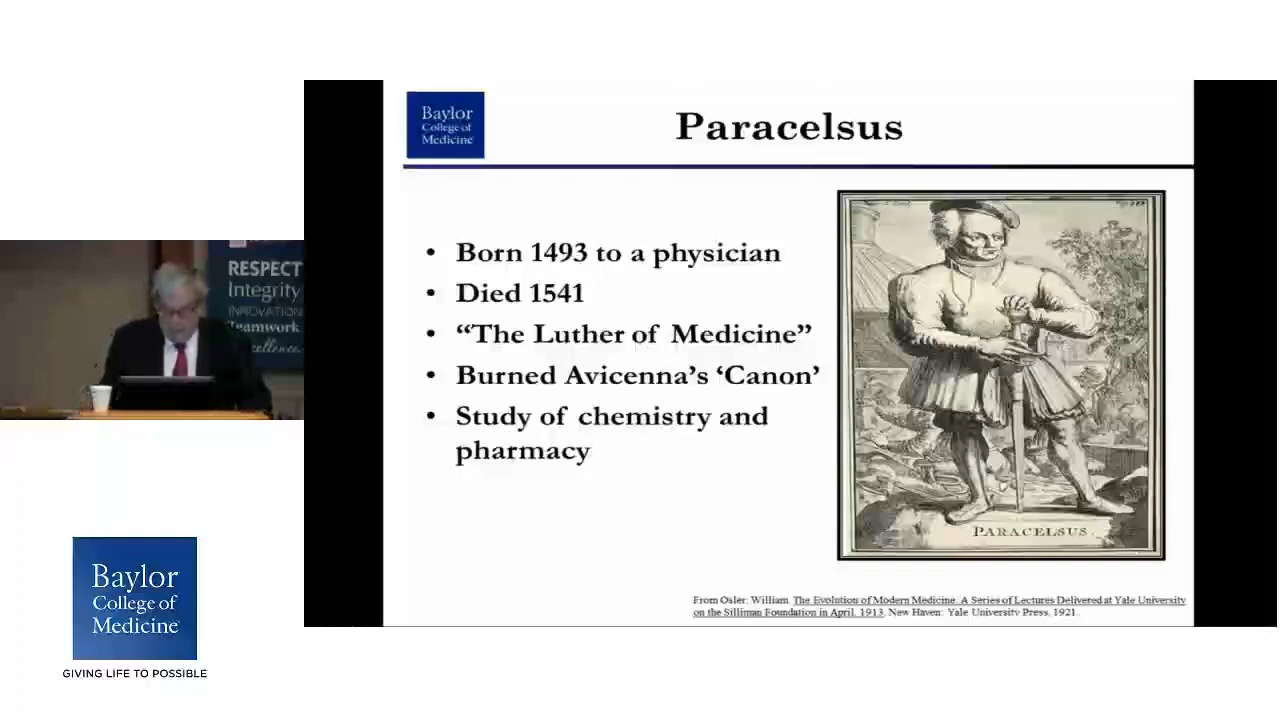 Baylor
College of
Medicine
Paracelsus
• Born 1493 to a physician
• Died 1541
• “The Luther of Medicine”
• Burned Avicenna’s ‘Canon’
• Study of chemistry and
pharmacy
PARACELSUS
From Osler, William. The Evolution of Modern Medicine. A Series of Lectures Delivered at Yale University
on the Silliman Foundation in April, 1913. New Haven: Yale University Press, 1921.
RESPECT
Integrity
INNOVATION
Teamwork
Excellence
Baylor
College of
Medicine
GIVING LIFE TO POSSIBLE